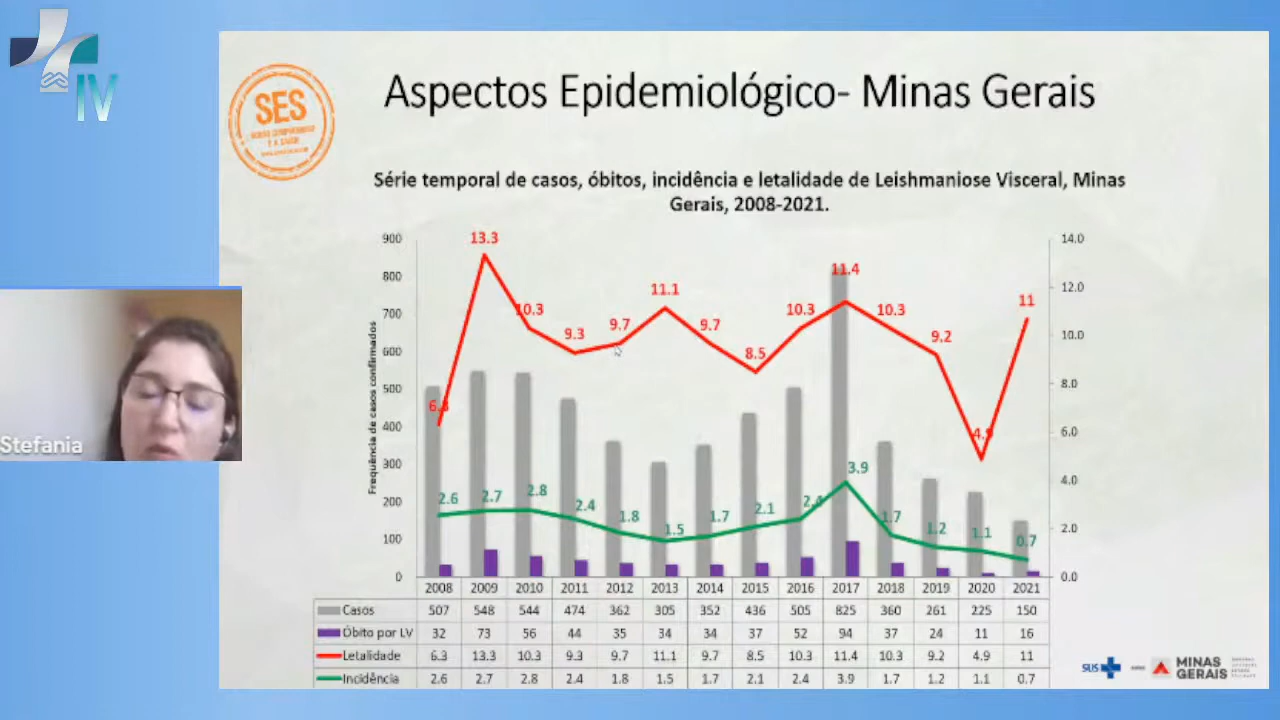 IV
SES
Aspectos Epidemiológico- Minas Gerais
Série temporal de casos, óbitos, incidência e letalidade de Leishmaniose Visceral, Minas
Gerais, 2008-2021.
Frequência de casos confirmados
900
800
700
600
500
400
300
200
100
0
14.0
12.0
10.0
8.0
6.0
4.0
2.0
0.0
6.3 13.3 10.3 9.3 9.7 11.1 9.7 8.5 10.3 11.4 10.3 9.2 4.9 11
2.6 2.7 2.8 2.4 1.8 1.5 1.7 2.1 2.4 3.9 1.7 1.2 1.1 0.7
2008 2009 2010 2011 2012 2013 2014 2015 2016 2017 2018 2019 2020 2021
Casos 507 548 544 474 362 305 352 436 505 825 360 261 225 150
Óbito por LV 32 73 56 44 35 34 34 37 52 94 37 24 11 16
Letalidade 6.3 13.3 10.3 9.3 9.7 11.1 9.7 8.5 10.3 11.4 10.3 9.2 4.9 11
Incidência 2.6 2.7 2.8 2.4 1.8 1.5 1.7 2.1 2.4 3.9 1.7 1.2 1.1 0.7
Stefania
SUS
MINAS
GERAIS